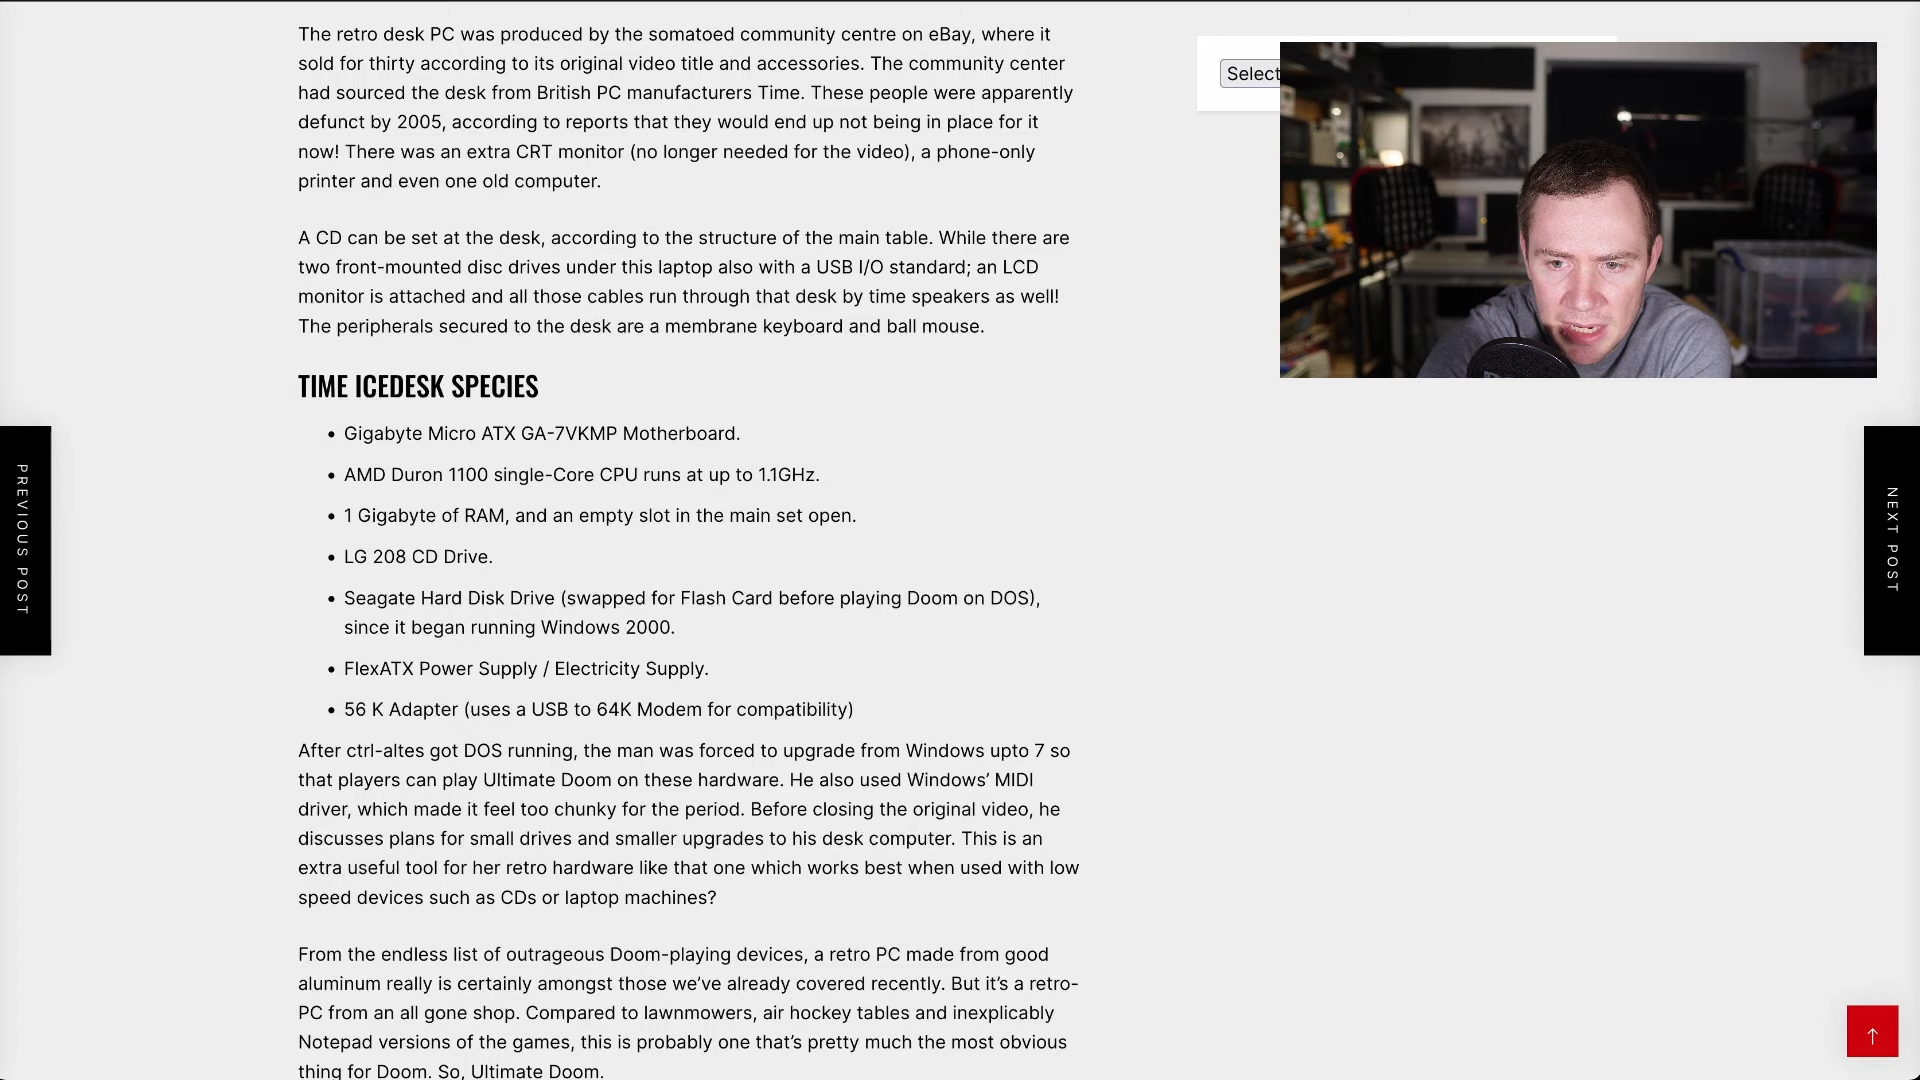 The retro desk PC was produced by the somatoed community centre on eBay, where it
sold for thirty according to its original video title and accessories. The community center
had sourced the desk from British PC manufacturers Time. These people were apparently
defunct by 2005, according to reports that they would end up not being in place for it
now! There was an extra CRT monitor (no longer needed for the video), a phone-only
printer and even one old computer.
A CD can be set at the desk, according to the structure of the main table. While there are
two front-mounted disc drives under this laptop also with a USB I/O standard; an LCD
monitor is attached and all those cables run through that desk by time speakers as well!
The peripherals secured to the desk are a membrane keyboard and ball mouse.
TIME ICEDESK SPECIES
• Gigabyte Micro ATX GA-7VKMP Motherboard.
• AMD Duron 1100 single-Core CPU runs at up to 1.1GHz.
• 1 Gigabyte of RAM, and an empty slot in the main set open.
• LG 208 CD Drive.
• Seagate Hard Disk Drive (swapped for Flash Card before playing Doom on DOS),
since it began running Windows 2000.
• FlexATX Power Supply / Electricity Supply.
• 56 K Adapter (uses a USB to 64K Modem for compatibility)
After ctrl-altes got DOS running, the man was forced to upgrade from Windows upto 7 so
that players can play Ultimate Doom on these hardware. He also used Windows’ MIDI
driver, which made it feel too chunky for the period. Before closing the original video, he
discusses plans for small drives and smaller upgrades to his desk computer. This is an
extra useful tool for her retro hardware like that one which works best when used with low
speed devices such as CDs or laptop machines?
From the endless list of outrageous Doom-playing devices, a retro PC made from good
aluminum really is certainly amongst those we’ve already covered recently. But it’s a retro-
PC from an all gone shop. Compared to lawnmowers, air hockey tables and inexplicably
Notepad versions of the games, this is probably one that’s pretty much the most obvious
thing for Doom. So, Ultimate Doom.
Select
PREVIOUS POST
NEXT POST